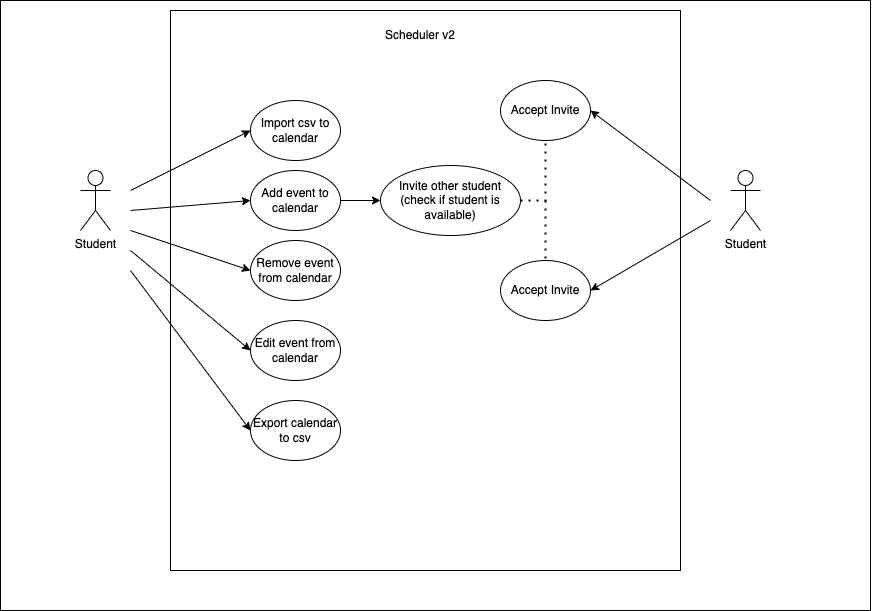 Scheduler v2
Import csv to
calendar
Add event to
calendar
Remove event
from calendar
Edit event from
calendar
Export calendar
to csv
Invite other student
(check if student is
available)
Accept Invite
Accept Invite
Student
Student